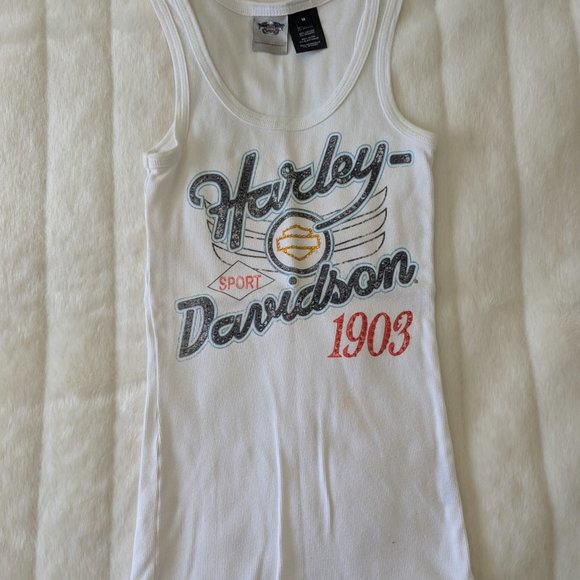 M
Harley-
SPORT
Davidson
1903